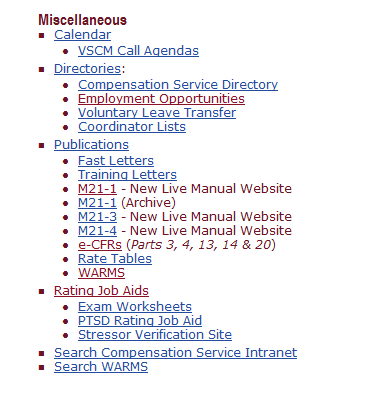 Miscellaneous
Calendar
VSCM Call Agendas
Directories:
Compensation Service Directory
Employment Opportunities
Voluntary Leave Transfer
Coordinator Lists
Publications
Fast Letters
Training Letters
M21-1 - New Live Manual Website
M21-1 (Archive)
M21-3 - New Live Manual Website
M21-4 - New Live Manual Website
e-CFRs (Parts 3, 4, 13, 14 & 20)
Rate Tables
WARMS
Rating Job Aids
Exam Worksheets
PTSD Rating Job Aid
Stressor Verification Site
Search Compensation Service Intranet
Search WARMS